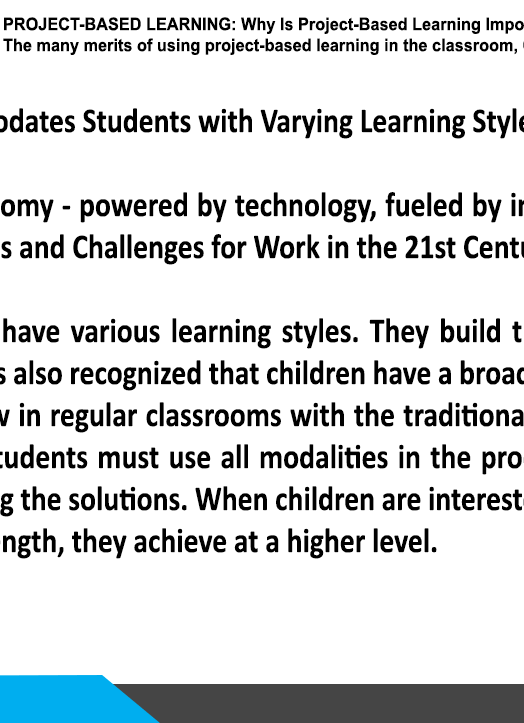 PROJECT-BASED LEARNING: Why Is Project-Based Learning Impo
The many merits of using project-based learning in the classroom,
odates Students with Varying Learning Style
omy - powered by technology, fueled by in
s and Challenges for Work in the 21st Centu
have various learning styles. They build t
s also recognized that children have a broad
w in regular classrooms with the traditiona
tudents must use all modalities in the pro
g the solutions. When children are intereste
ength, they achieve at a higher level.